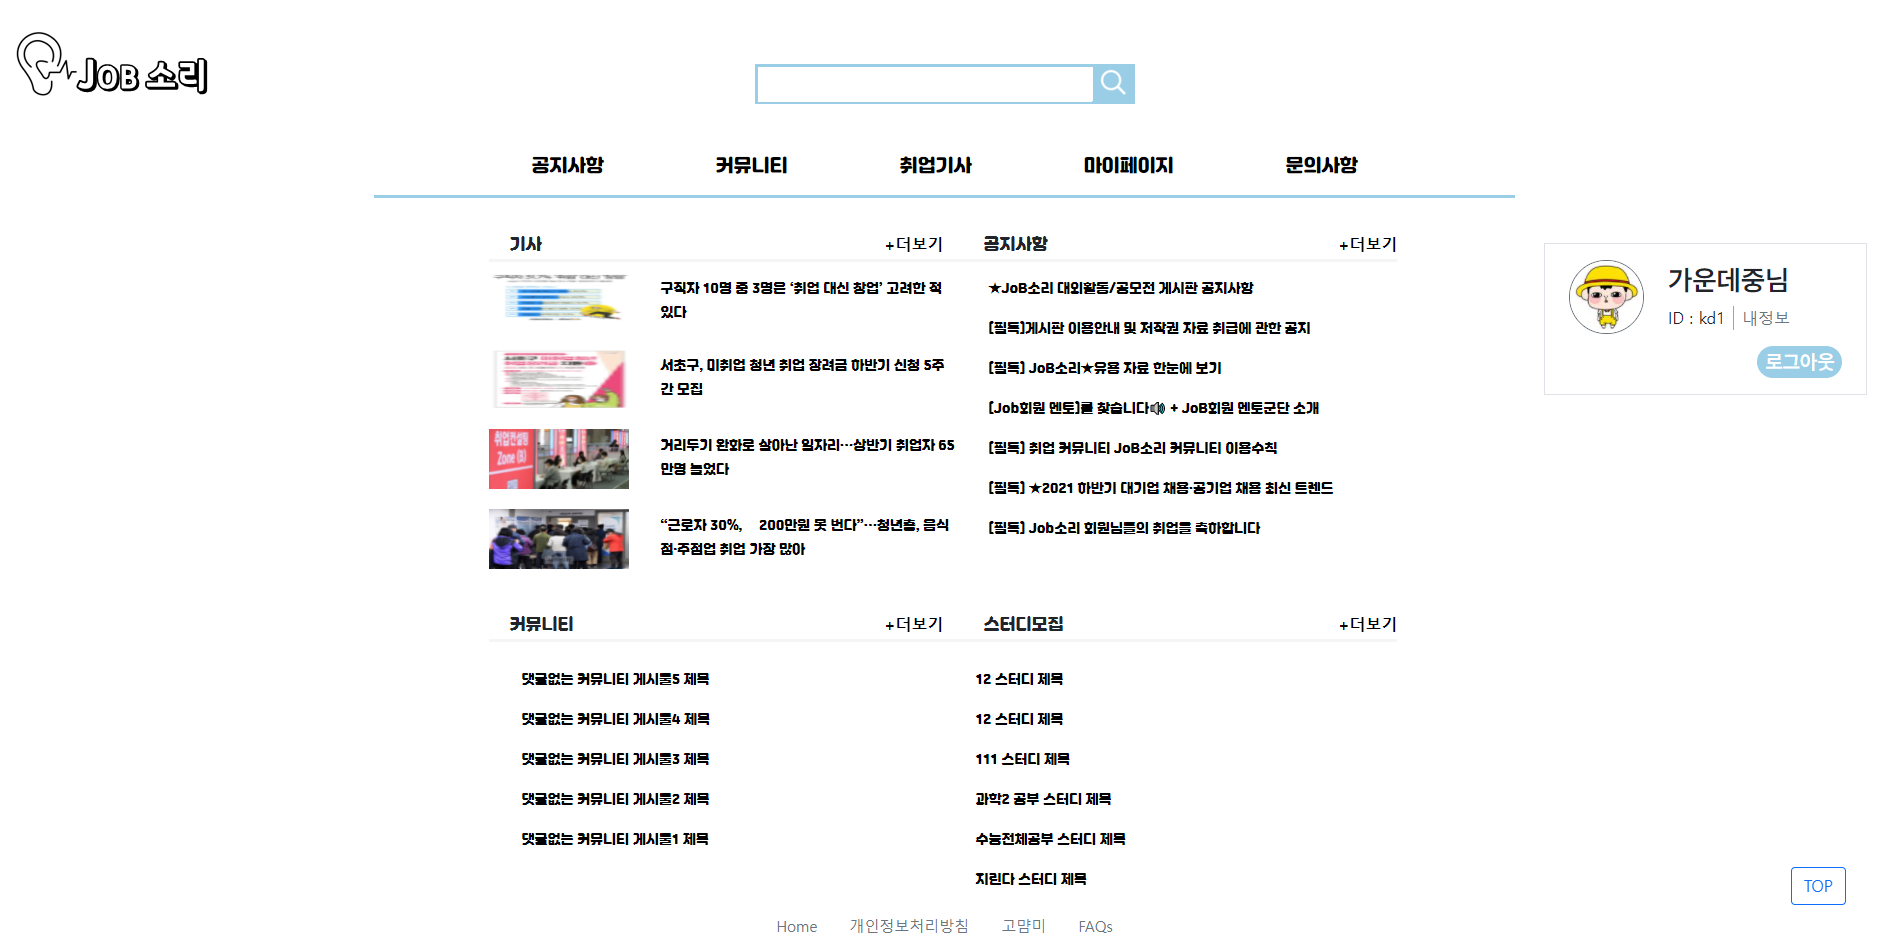 JOB 소리
공지사항 커뮤니티 취업기사 마이페이지 문의사항
기사 +더보기
구직자 10명 중 3명은 ‘취업 대신 창업’ 고려한 적
있다
서초구, 미취업 청년 취업 장려금 하반기 신청 5주
간 모집
취업컨설팅
Zone (B)
거리두기 완화로 살아난 일자리…상반기 취업자 65
만명 늘었다
“근로자 30%, 200만원 못 번다”…청년층, 음식
점·주점업 취업 가장 많아
공지사항 +더보기
★JoB소리 대외활동/공모전 게시판 공지사항
[필독]게시판 이용안내 및 저작권 자료 취급에 관한 공지
[필독] JoB소리★유용 자료 한눈에 보기
[Job회원 멘토]를 찾습니다🔊 + JoB회원 멘토군단 소개
[필독] 취업 커뮤니티 JoB소리 커뮤니티 이용수칙
[필독] ★2021 하반기 대기업 채용·공기업 채용 최신 트렌드
[필독] Job소리 회원님들의 취업을 축하합니다
가운데중님
ID : kd1 내정보
로그아웃
커뮤니티 +더보기
댓글없는 커뮤니티 게시물5 제목
댓글없는 커뮤니티 게시물4 제목
댓글없는 커뮤니티 게시물3 제목
댓글없는 커뮤니티 게시물2 제목
댓글없는 커뮤니티 게시물1 제목
스터디모집 +더보기
12 스터디 제목
12 스터디 제목
111 스터디 제목
과학2 공부 스터디 제목
수능전체공부 스터디 제목
지린다 스터디 제목
TOP
Home 개인정보처리방침 고먐미 FAQs